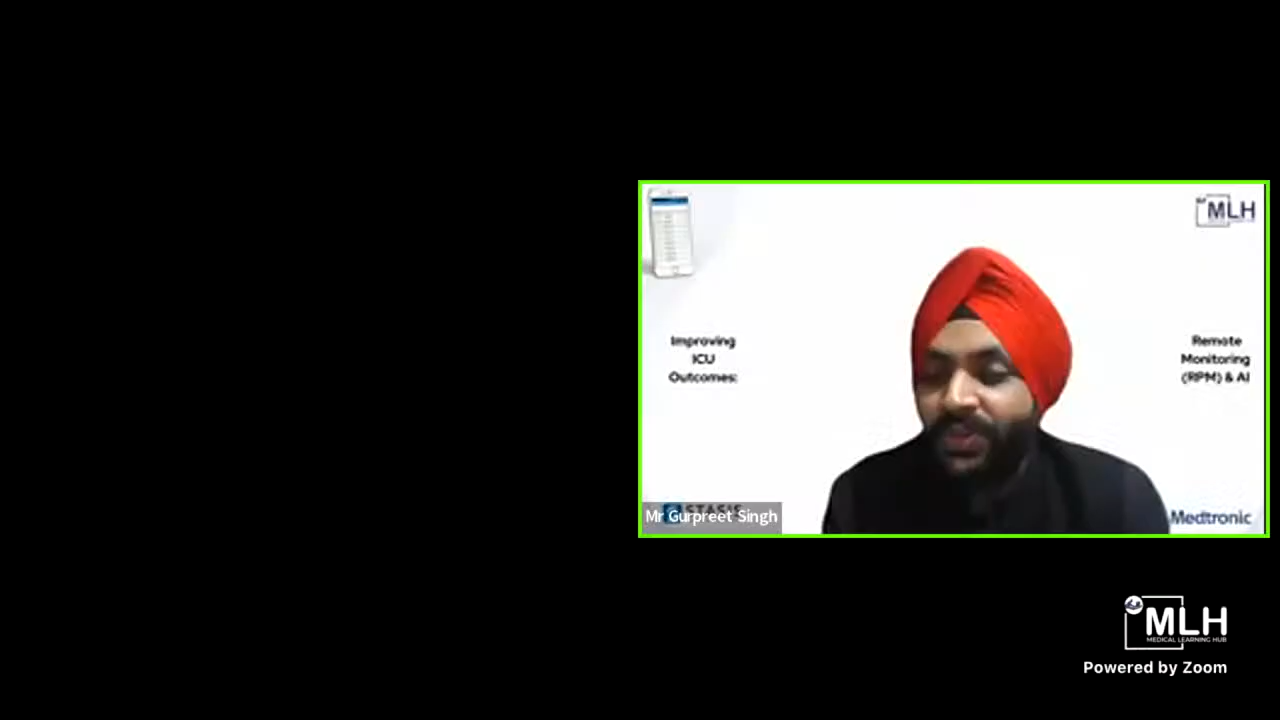 MLH
Improving
ICU
Outcomes:
Remote
Monitoring
(RPM) & AI
Mr Gurpreet Singh
Medtronic
MLH
MEDICAL LEARNING HUB
Powered by Zoom